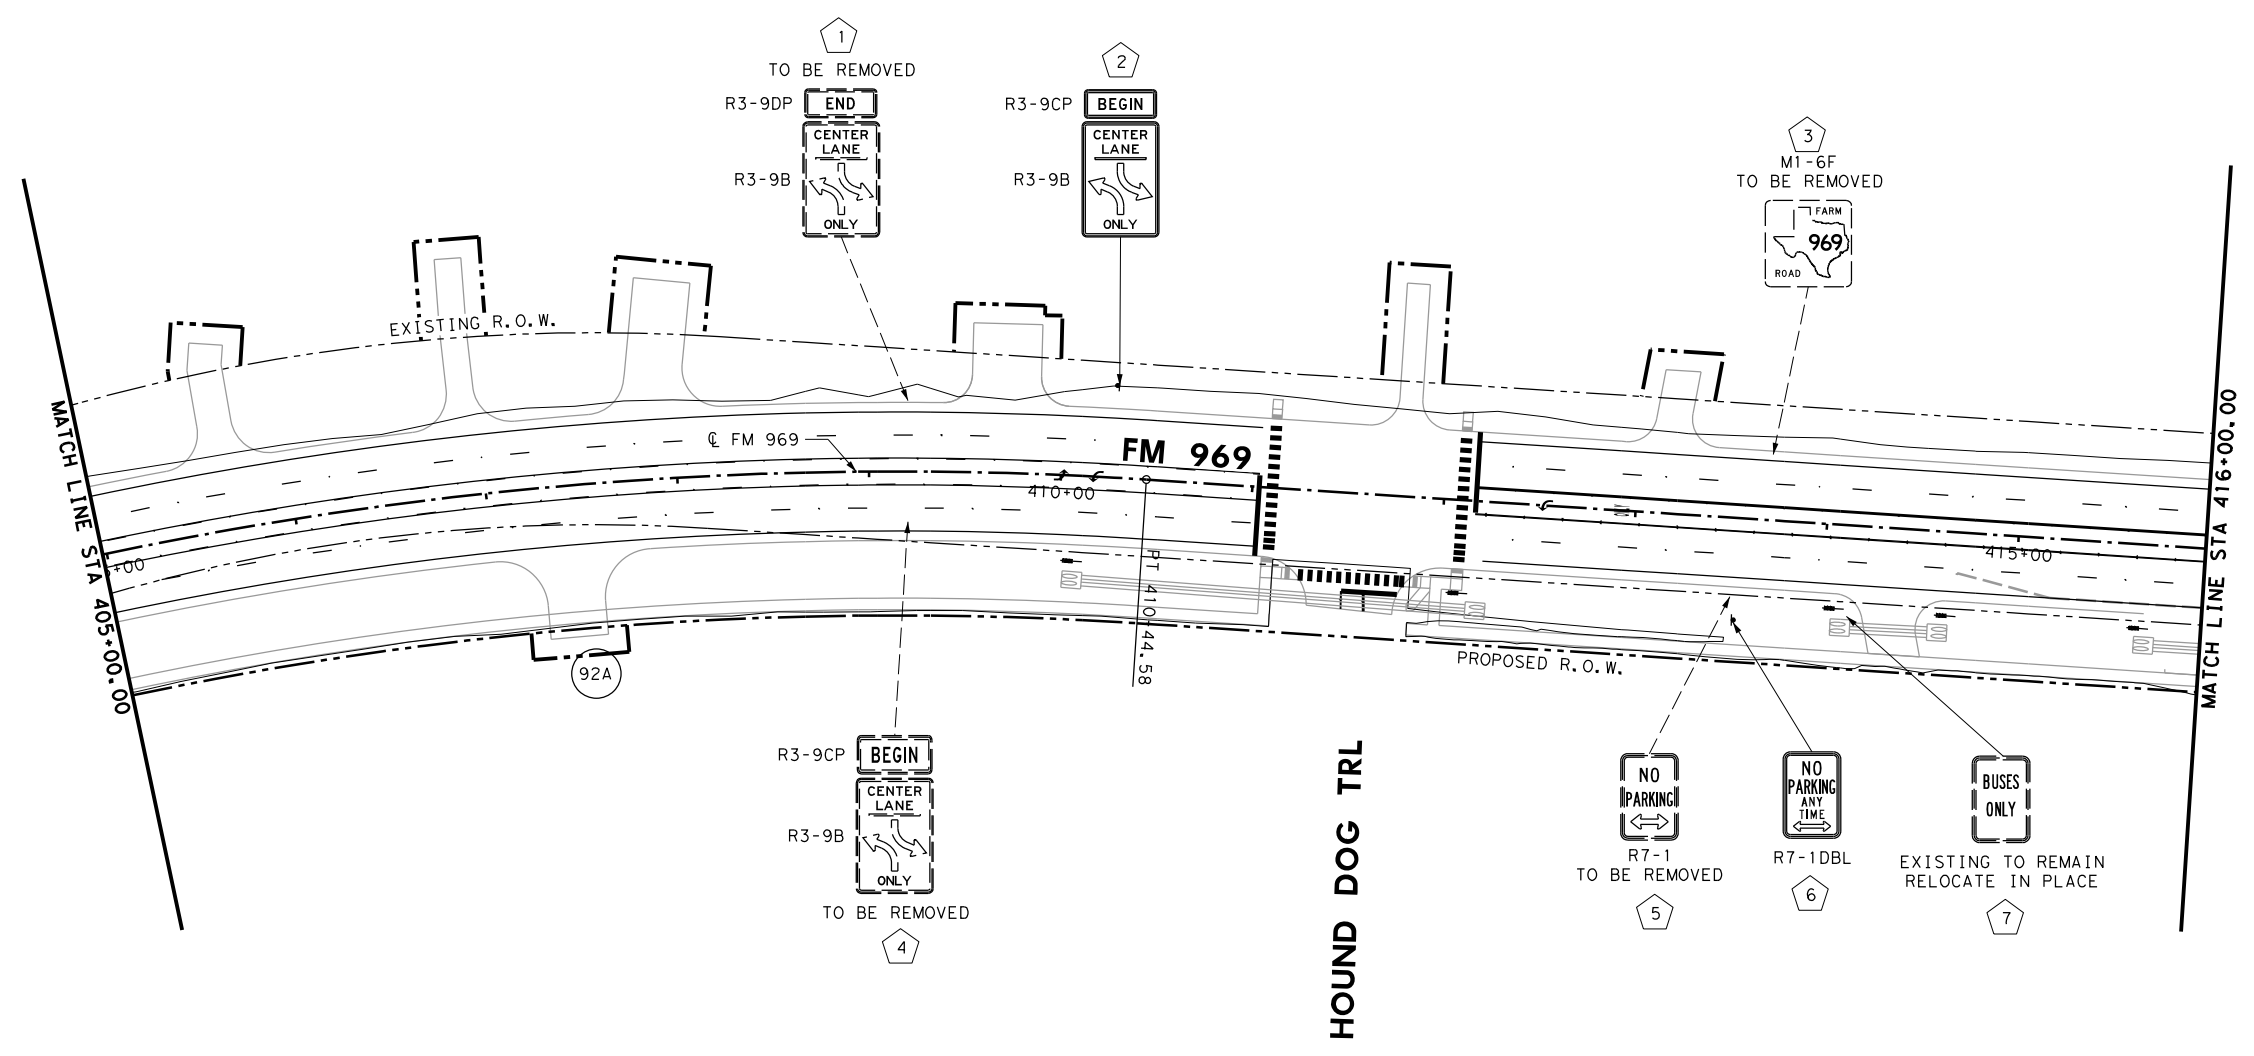 1
TO BE REMOVED
R3-9DP
END
R3-9B
CENTER
LANE
ONLY
2
R3-9CP
BEGIN
R3-9B
CENTER
LANE
ONLY
3
M1-6F
TO BE REMOVED
FARM
969
ROAD
EXISTING R.O.W.
℄ FM 969
FM 969
410+00
415+00
+00
PT 410+44.58
MATCH LINE STA 405+00.00
MATCH LINE STA 416+00.00
PROPOSED R.O.W.
92A
R3-9CP
BEGIN
R3-9B
CENTER
LANE
ONLY
TO BE REMOVED
4
HOUND DOG TRL
NO
PARKING
R7-1
TO BE REMOVED
5
NO
PARKING
ANY
TIME
R7-1DBL
6
BUSES
ONLY
EXISTING TO REMAIN
RELOCATE IN PLACE
7